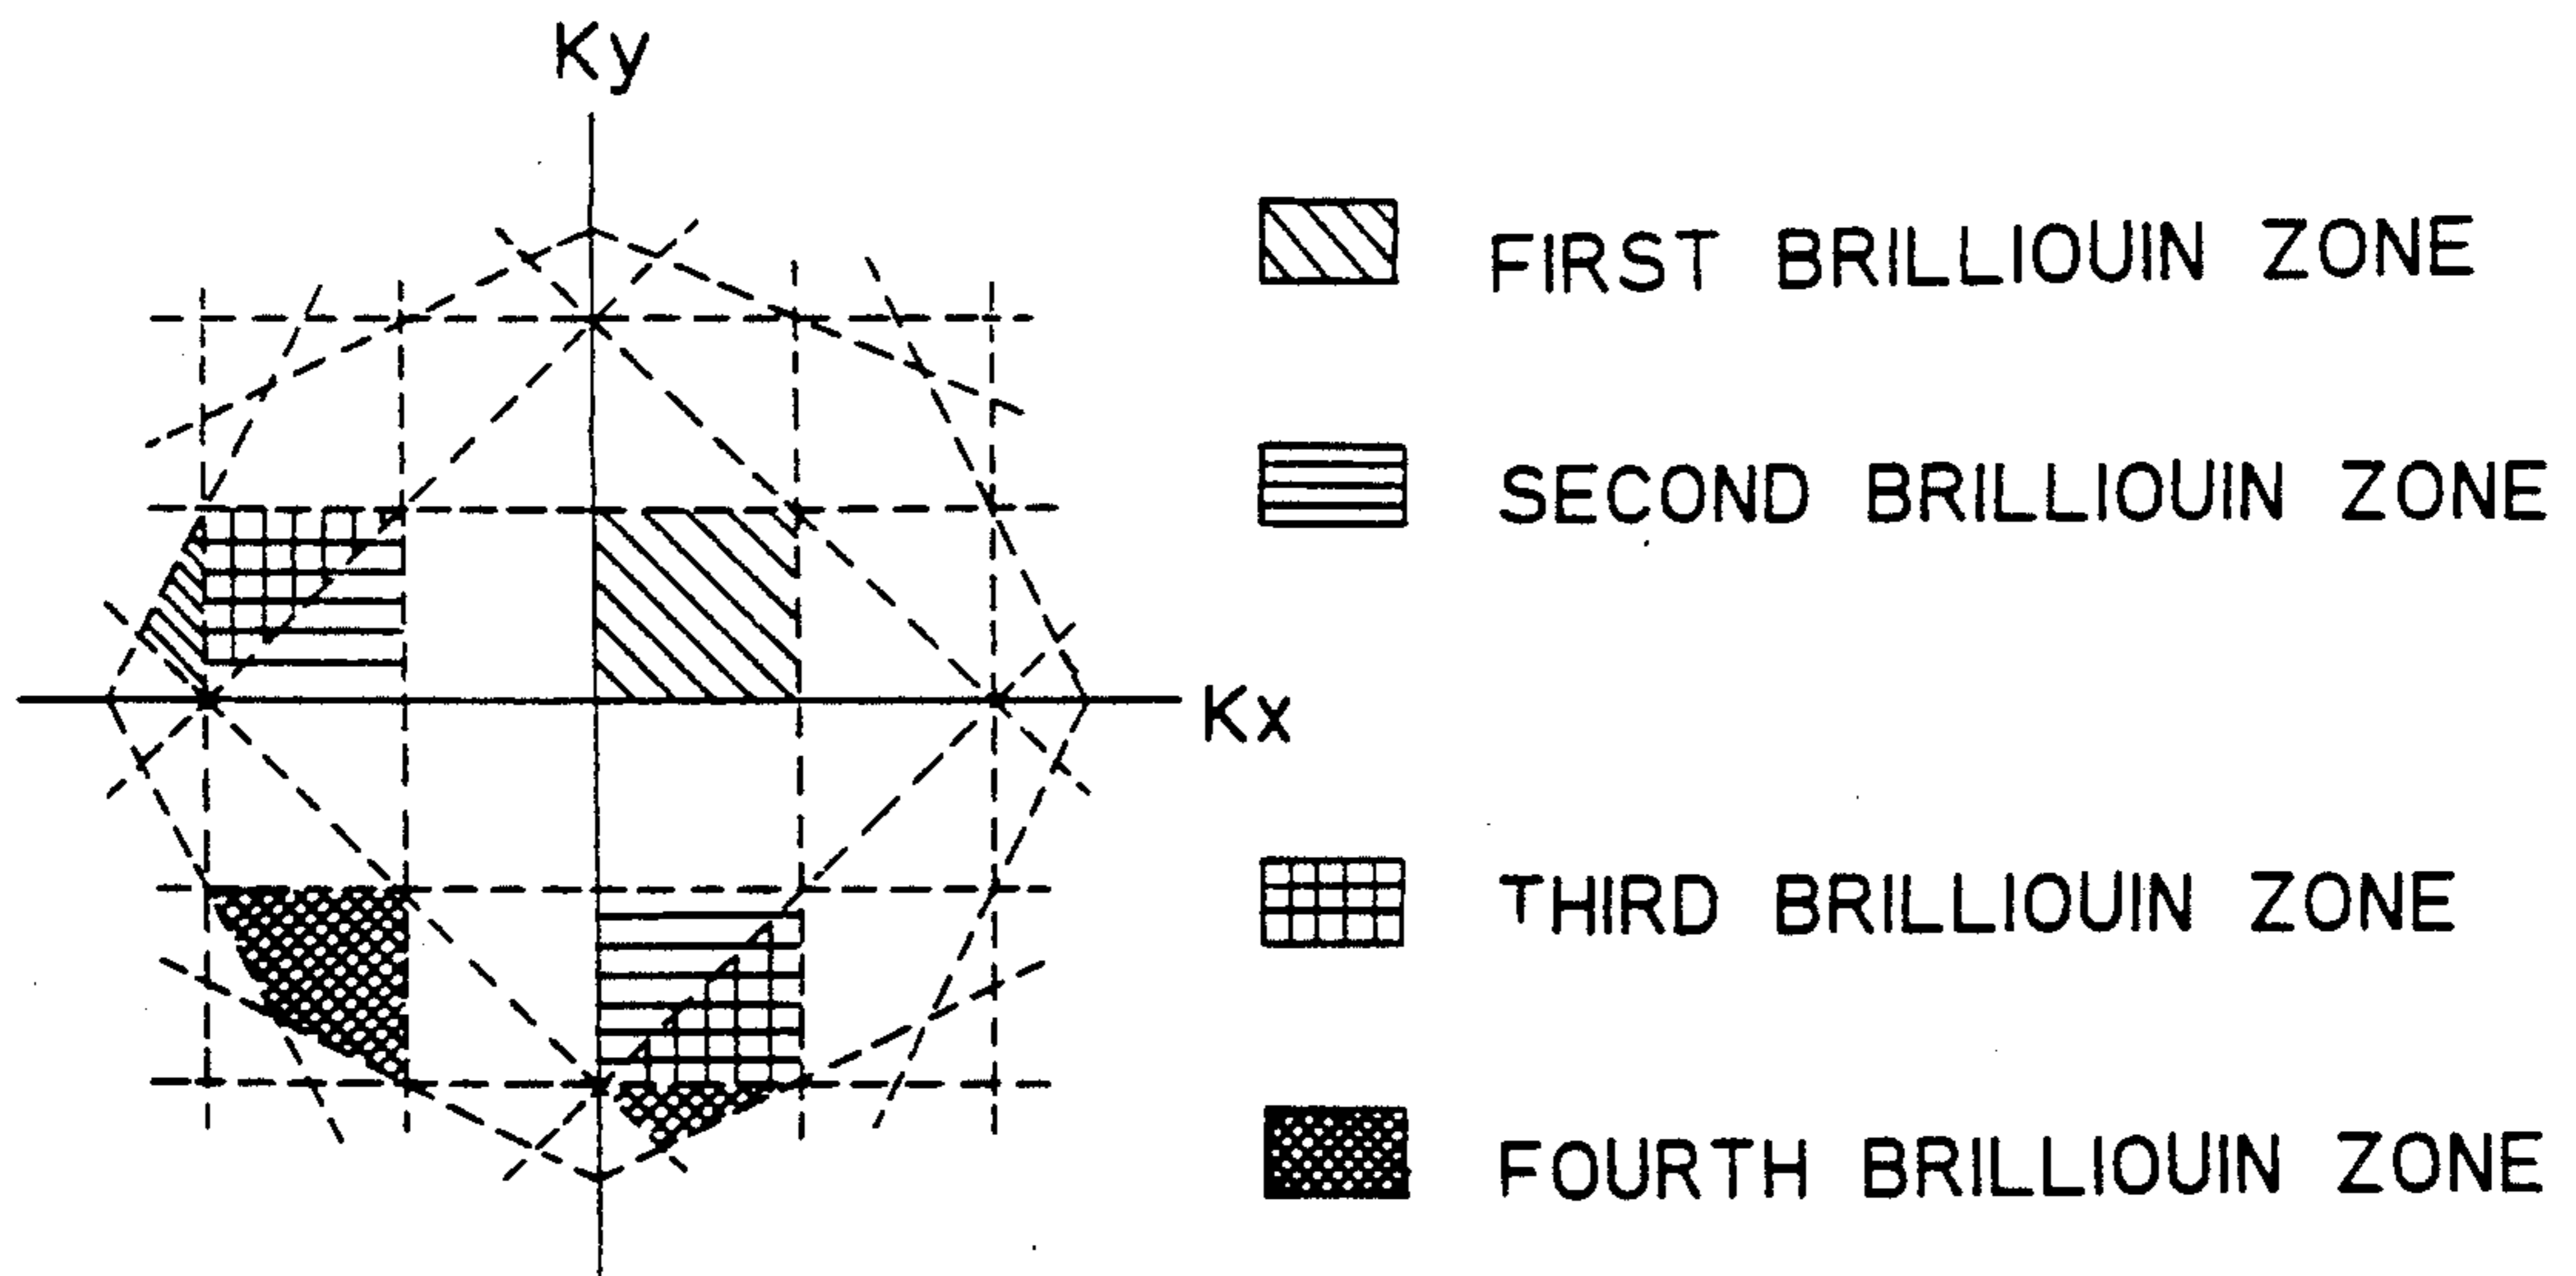 Ky
FIRST BRILLIOUIN ZONE
SECOND BRILLIOUIN ZONE
Kx
THIRD BRILLIOUIN ZONE
FOURTH BRILLIOUIN ZONE